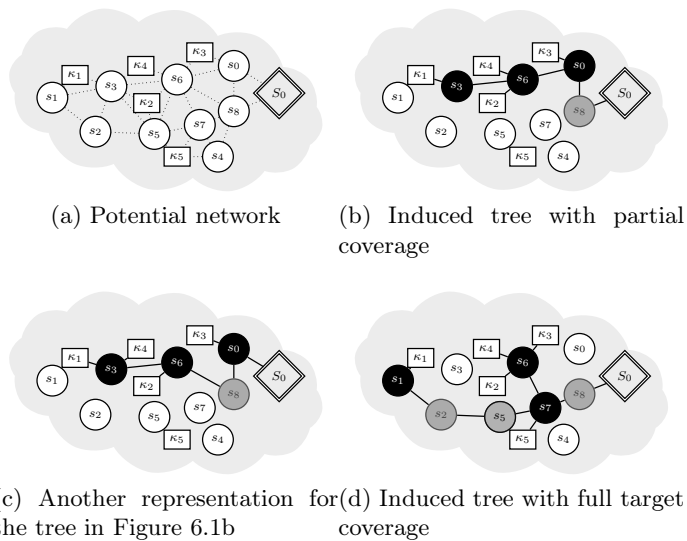 κ₃
κ₄ s₀
κ₁ s₃ s₆ S₀
s₁ κ₂ s₈
s₂ s₅ s₇
κ₅ s₄
(a) Potential network
κ₃ s₀
κ₄
κ₁ s₃ s₆ S₀
s₁ κ₂ s₈
s₂ s₅ s₇
κ₅ s₄
(b) Induced tree with partial
coverage
κ₃
κ₄ s₀
κ₁ s₃ s₆ S₀
s₁ κ₂ s₈
s₂ s₅ s₇
κ₅ s₄
c) Another representation for
he tree in Figure 6.1b
κ₃
κ₄ s₀
κ₁ s₃ s₆ S₀
s₁ κ₂ s₈
s₂ s₅ s₇
κ₅ s₄
(d) Induced tree with full target
coverage